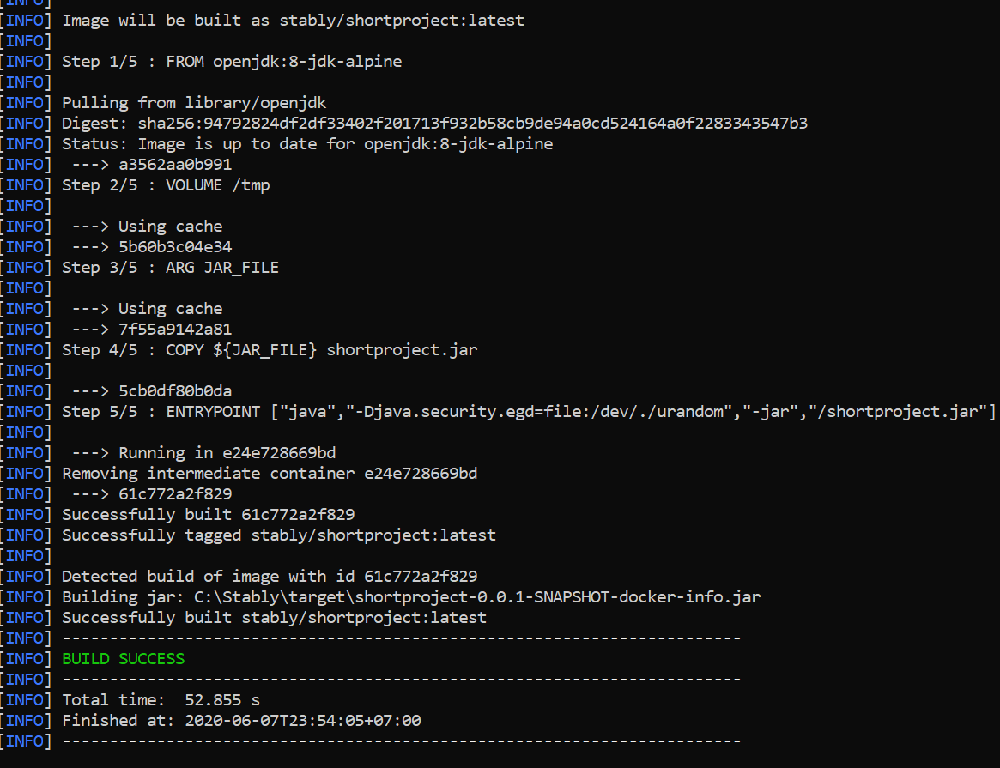 [INFO]
[INFO] Image will be built as stably/shortproject:latest
[INFO]
[INFO] Step 1/5 : FROM openjdk:8-jdk-alpine
[INFO]
[INFO] Pulling from library/openjdk
[INFO] Digest: sha256:94792824df2df33402f201713f932b58cb9de94a0cd524164a0f2283343547b3
[INFO] Status: Image is up to date for openjdk:8-jdk-alpine
[INFO]  ---> a3562aa0b991
[INFO] Step 2/5 : VOLUME /tmp
[INFO]
[INFO]  ---> Using cache
[INFO]  ---> 5b60b3c04e34
[INFO] Step 3/5 : ARG JAR_FILE
[INFO]
[INFO]  ---> Using cache
[INFO]  ---> 7f55a9142a81
[INFO] Step 4/5 : COPY ${JAR_FILE} shortproject.jar
[INFO]
[INFO]  ---> 5cb0df80b0da
[INFO] Step 5/5 : ENTRYPOINT ["java","-Djava.security.egd=file:/dev/./urandom","-jar","/shortproject.jar"]
[INFO]
[INFO]  ---> Running in e24e728669bd
[INFO] Removing intermediate container e24e728669bd
[INFO]  ---> 61c772a2f829
[INFO] Successfully built 61c772a2f829
[INFO] Successfully tagged stably/shortproject:latest
[INFO]
[INFO] Detected build of image with id 61c772a2f829
[INFO] Building jar: C:\Stably\target\shortproject-0.0.1-SNAPSHOT-docker-info.jar
[INFO] Successfully built stably/shortproject:latest
[INFO] ------------------------------------------------------------------------
[INFO] BUILD SUCCESS
[INFO] ------------------------------------------------------------------------
[INFO] Total time:  52.855 s
[INFO] Finished at: 2020-06-07T23:54:05+07:00
[INFO] ------------------------------------------------------------------------